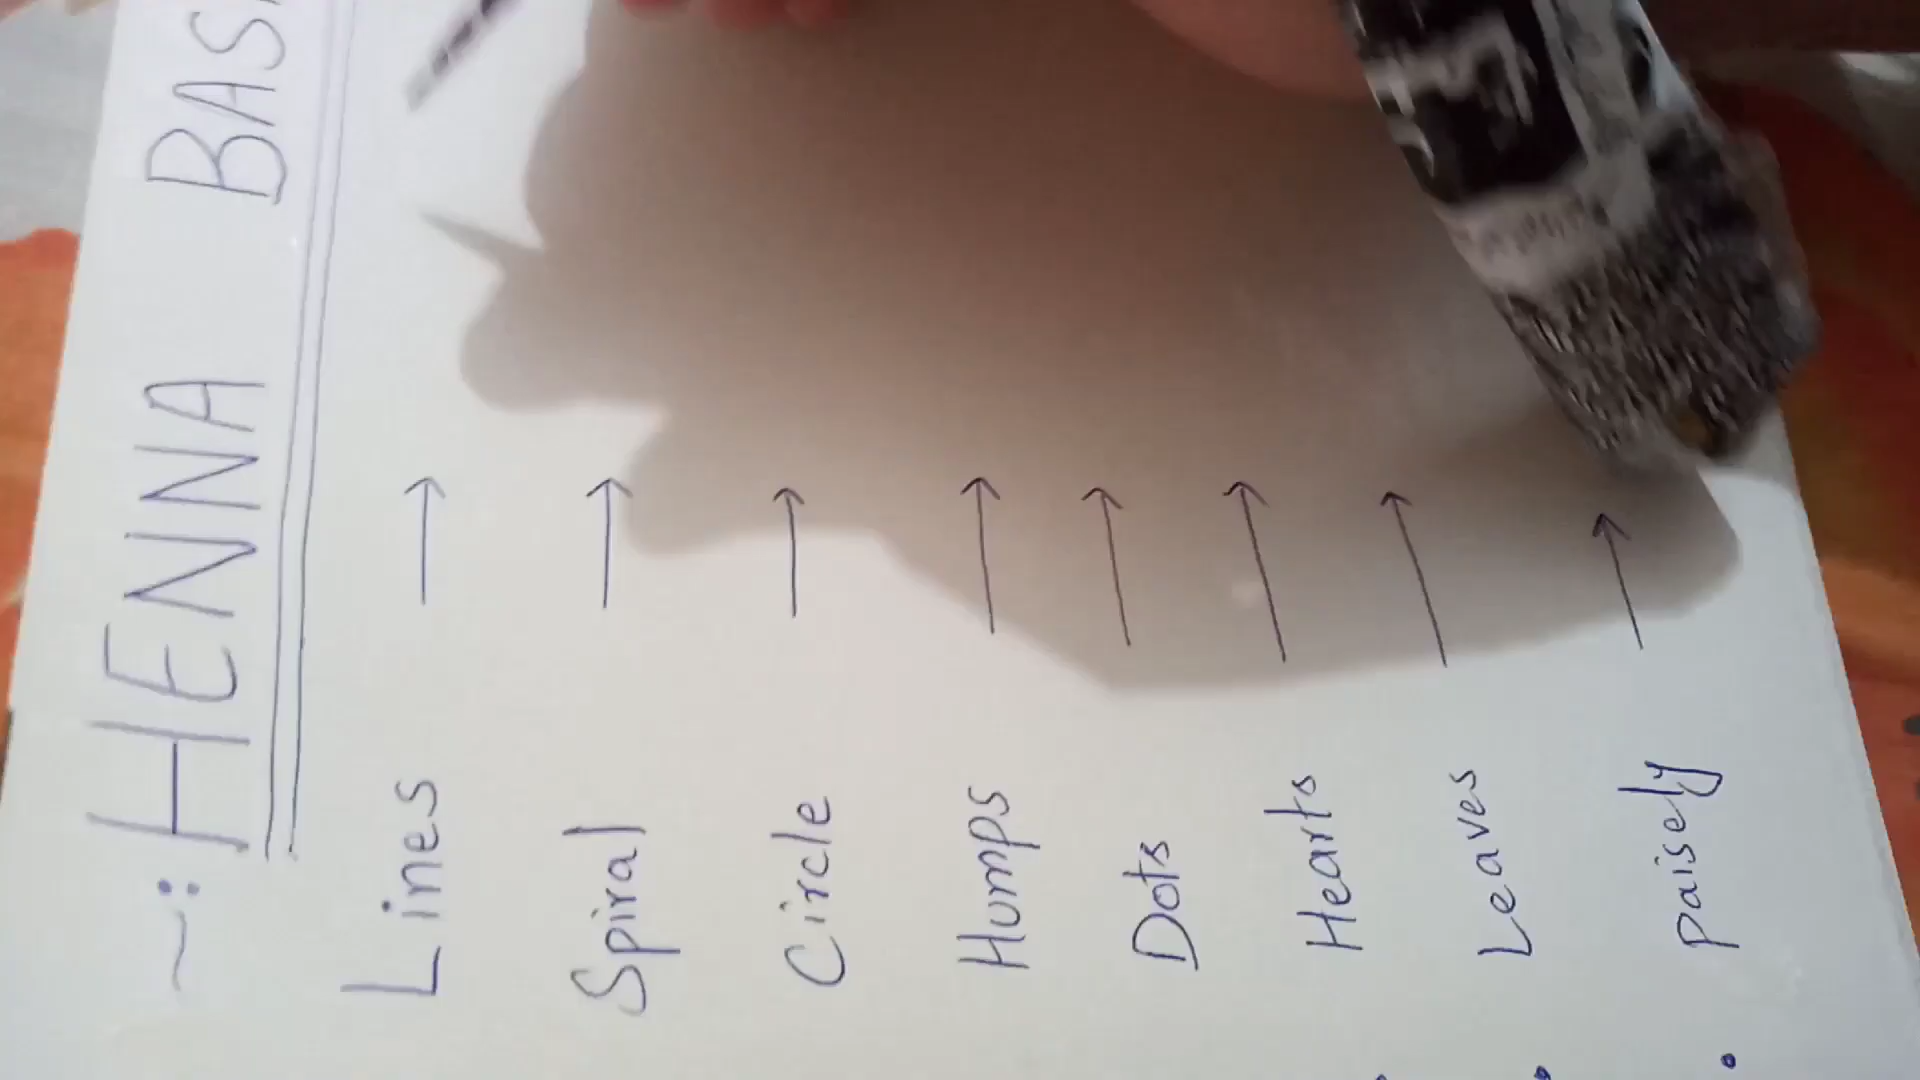 ~: HENNA BAS
Lines →
Spiral →
Circle →
Humps →
Dots →
Hearts →
Leaves →
paisely →